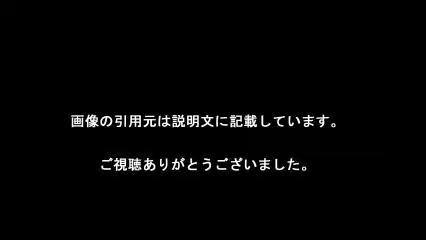 画像の引用元は説明文に記載しています。
ご視聴ありがとうございました。